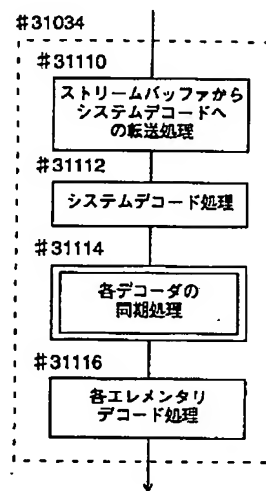 #31034
#31110
ストリームバッファから
システムデコードへ
の転送処理
#31112
システムデコード処理
#31114
各デコーダの
同期処理
#31116
各エレメンタリ
デコード処理